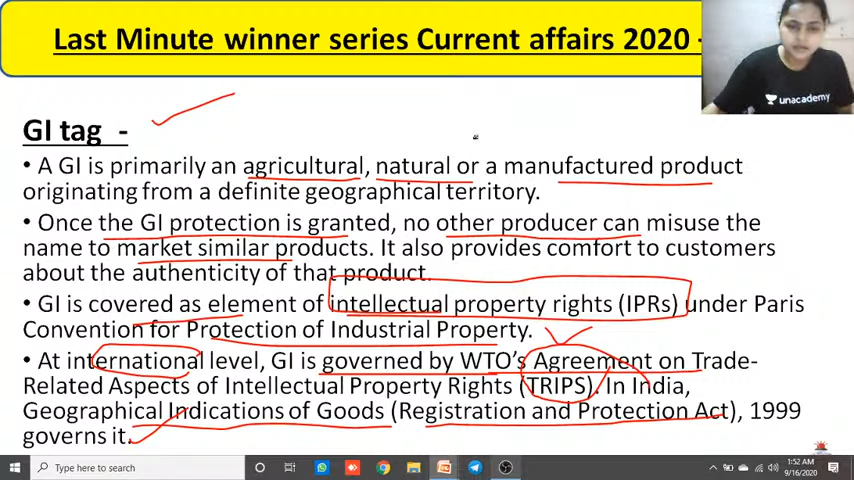 Last Minute winner series Current affairs 2020 -
unacademy
GI tag -
• A GI is primarily an agricultural, natural or a manufactured product
originating from a definite geographical territory.
• Once the GI protection is granted, no other producer can misuse the
name to market similar products. It also provides comfort to customers
about the authenticity of that product.
• GI is covered as element of intellectual property rights (IPRs) under Paris
Convention for Protection of Industrial Property.
• At international level, GI is governed by WTO's Agreement on Trade-
Related Aspects of Intellectual Property Rights (TRIPS). In India,
Geographical Indications of Goods (Registration and Protection Act), 1999
governs it.
Type here to search
1:52 AM
9/16/2020